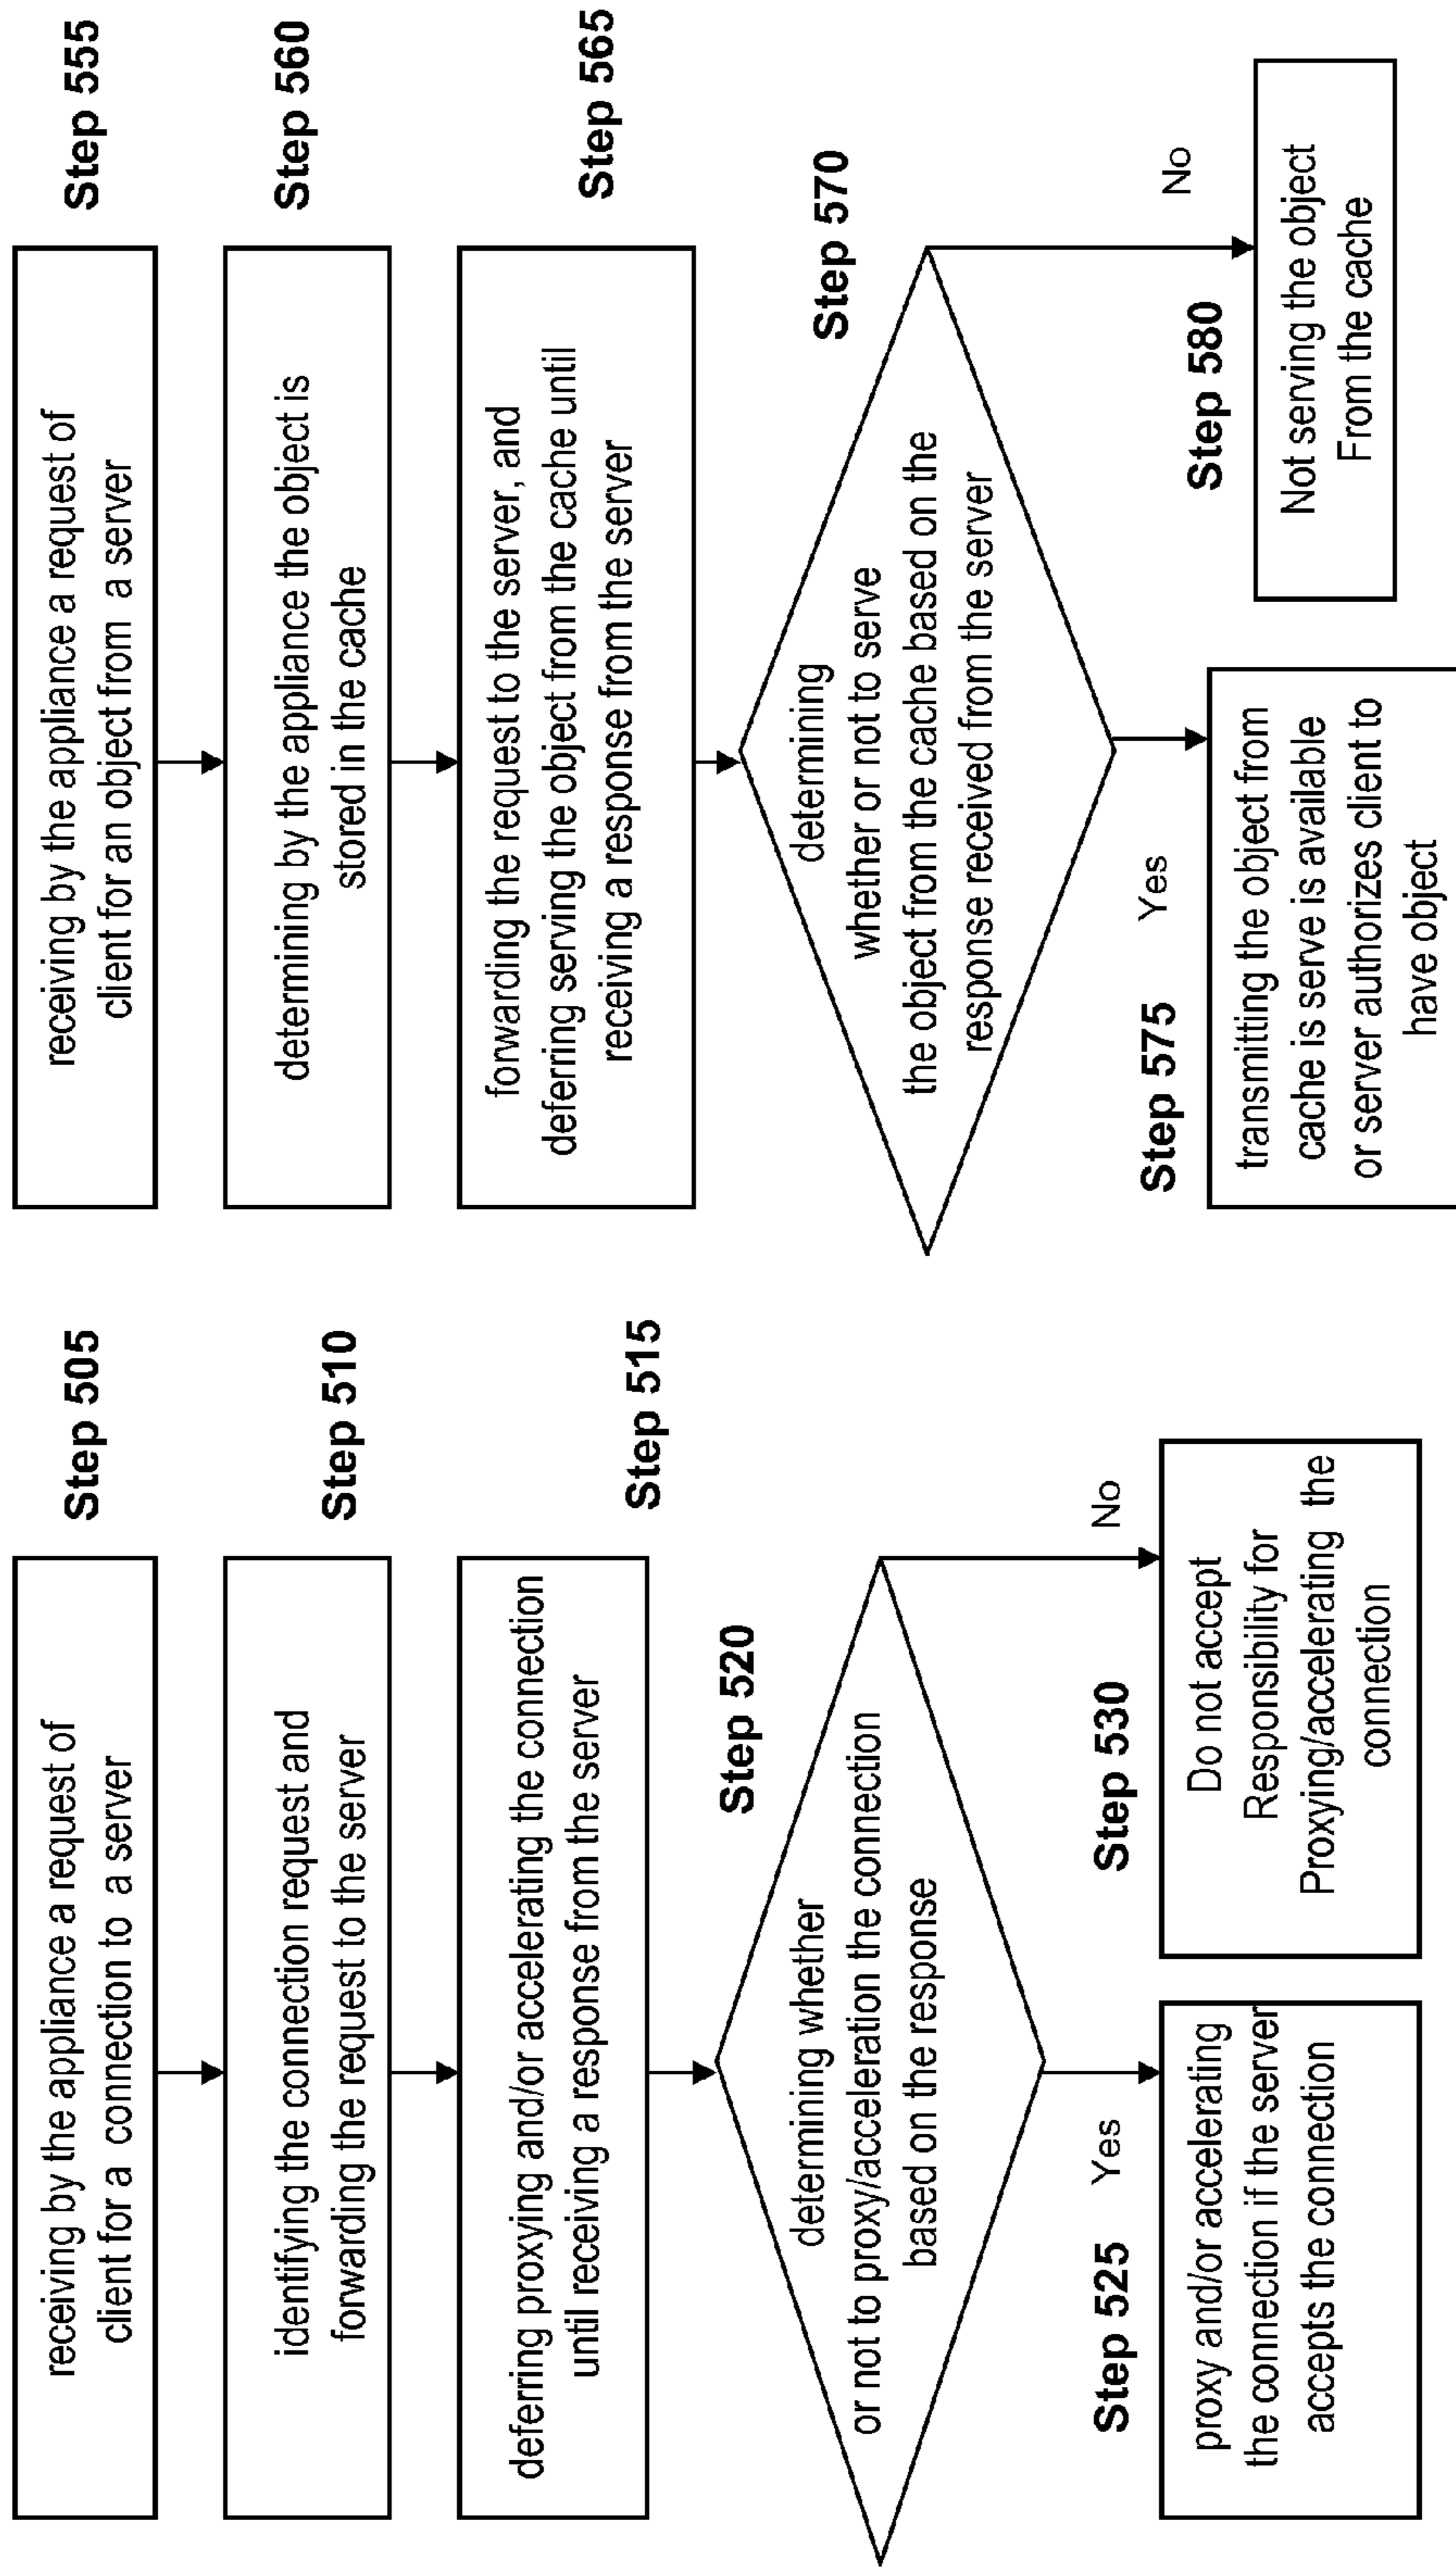 receiving by the appliance a request of
client for a connection to a server
Step 505
identifying the connection request and
forwarding the request to the server
Step 510
deferring proxying and/or accelerating the connection
until receiving a response from the server
Step 515
Step 520
determining whether
or not to proxy/acceleration the connection
based on the response
Step 525
Yes
No
proxy and/or accelerating
the connection if the server
accepts the connection
Step 530
Do not accept
Responsibility for
Proxying/accelerating the
connection
receiving by the appliance a request of
client for an object from a server
Step 555
determining by the appliance the object is
stored in the cache
Step 560
forwarding the request to the server, and
deferring serving the object from the cache until
receiving a response from the server
Step 565
Step 570
determining
whether or not to serve
the object from the cache based on the
response received from the server
Step 575
Yes
No
transmitting the object from
cache is serve is available
or server authorizes client to
have object
Step 580
Not serving the object
From the cache